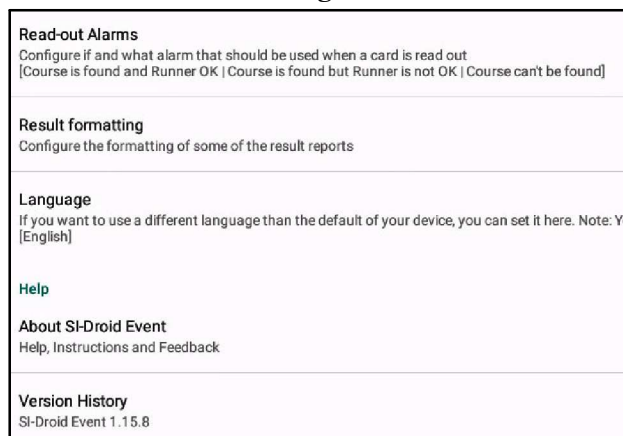 Read-out Alarms
Configure if and what alarm that should be used when a card is read out
[Course is found and Runner OK | Course is found but Runner is not OK | Course can't be found]
Result formatting
Configure the formatting of some of the result reports
Language
If you want to use a different language than the default of your device, you can set it here. Note:
[English]
Help
About SI-Droid Event
Help, Instructions and Feedback
Version History
SI-Droid Event 1.15.8